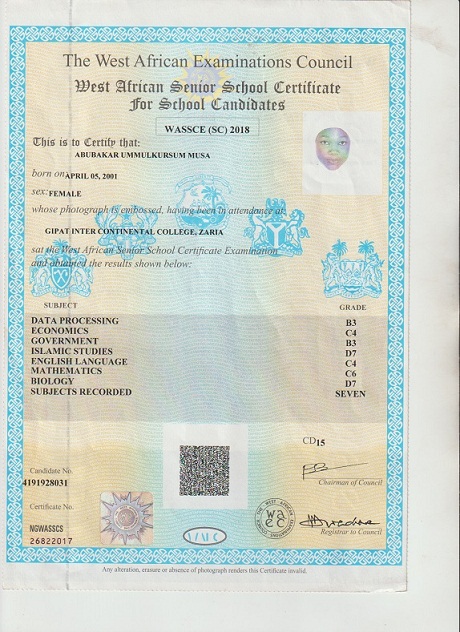 The West African Examinations Council
West African Senior School Certificate
For School Candidates
WASSCE (SC) 2018
This is to Certify that:
ABUBAKAR UMMULKURSUM MUSA
born on APRIL 05, 2001
sex: FEMALE
whose photograph is embossed, having been in attendance at:
GIPAT INTER CONTINENTAL COLLEGE, ZARIA
sat the West African Senior School Certificate Examination
and obtained the results shown below:
SUBJECT GRADE
DATA PROCESSING B3
ECONOMICS C4
GOVERNMENT B3
ISLAMIC STUDIES D7
ENGLISH LANGUAGE C4
MATHEMATICS C6
BIOLOGY D7
SUBJECTS RECORDED SEVEN
CD15
Candidate No.
4191928031
Chairman of Council
Certificate No.
NGWASSCS
26822017
Registrar to Council
Any alteration, erasure or absence of photograph renders this Certificate invalid.